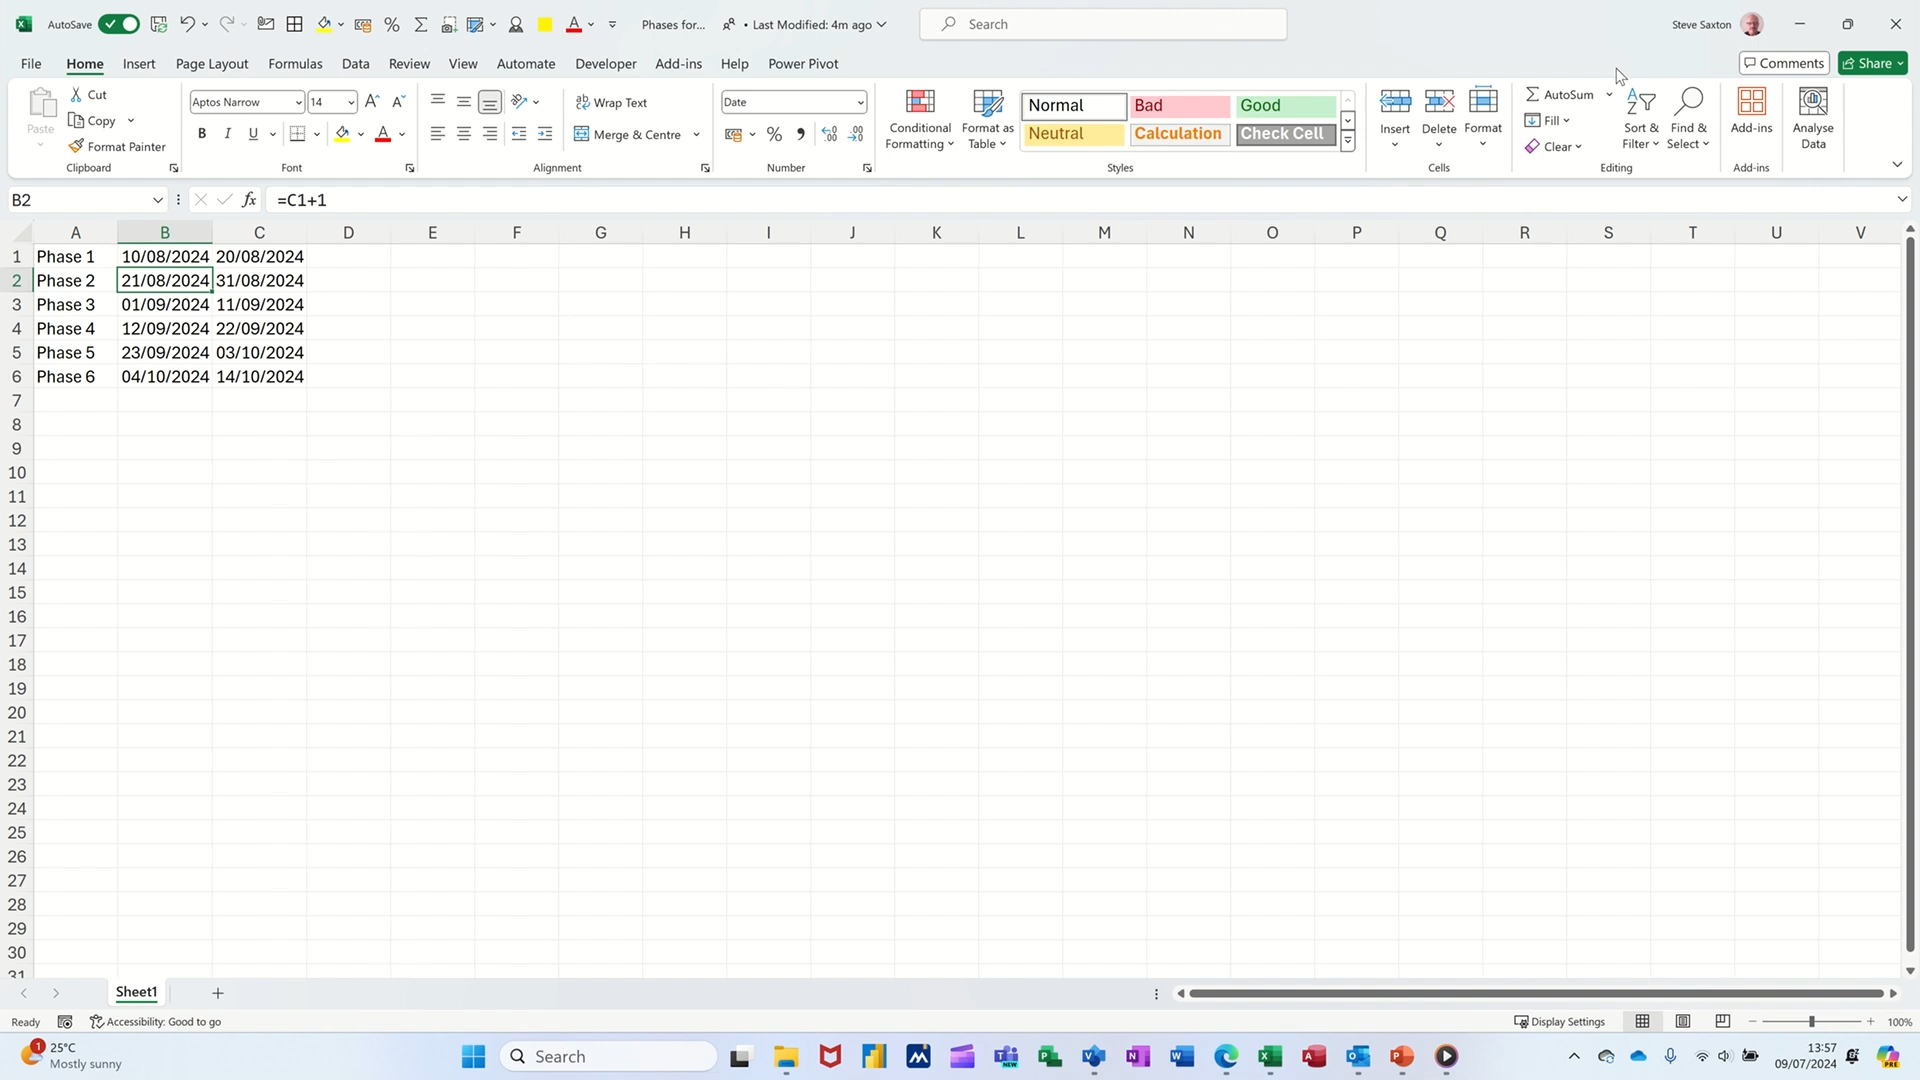 AutoSave Phases for... • Last Modified: 4m ago Search Steve Saxton
File Home Insert Page Layout Formulas Data Review View Automate Developer Add-ins Help Power Pivot Comments Share
Paste
Cut
Copy
Format Painter
Clipboard
Aptos Narrow 14
B I U
Font
Wrap Text
Merge & Centre
Alignment
Date
Number
Conditional
Formatting
Format as
Table
Normal Bad Good
Neutral Calculation Check Cell
Styles
Insert Delete Format
Cells
AutoSum
Fill
Clear
Sort &
Filter
Find &
Select
Editing
Add-ins
Add-ins
Analyse
Data
B2 fx =C1+1
A B C D E F G H I J K L M N O P Q R S T U V
1 Phase 1 10/08/2024 20/08/2024
2 Phase 2 21/08/2024 31/08/2024
3 Phase 3 01/09/2024 11/09/2024
4 Phase 4 12/09/2024 22/09/2024
5 Phase 5 23/09/2024 03/10/2024
6 Phase 6 04/10/2024 14/10/2024
7
8
9
10
11
12
13
14
15
16
17
18
19
20
21
22
23
24
25
26
27
28
29
30
31
Sheet1
Ready Accessibility: Good to go Display Settings 100%
1 25°C
Mostly sunny
Search
13:57
09/07/2024